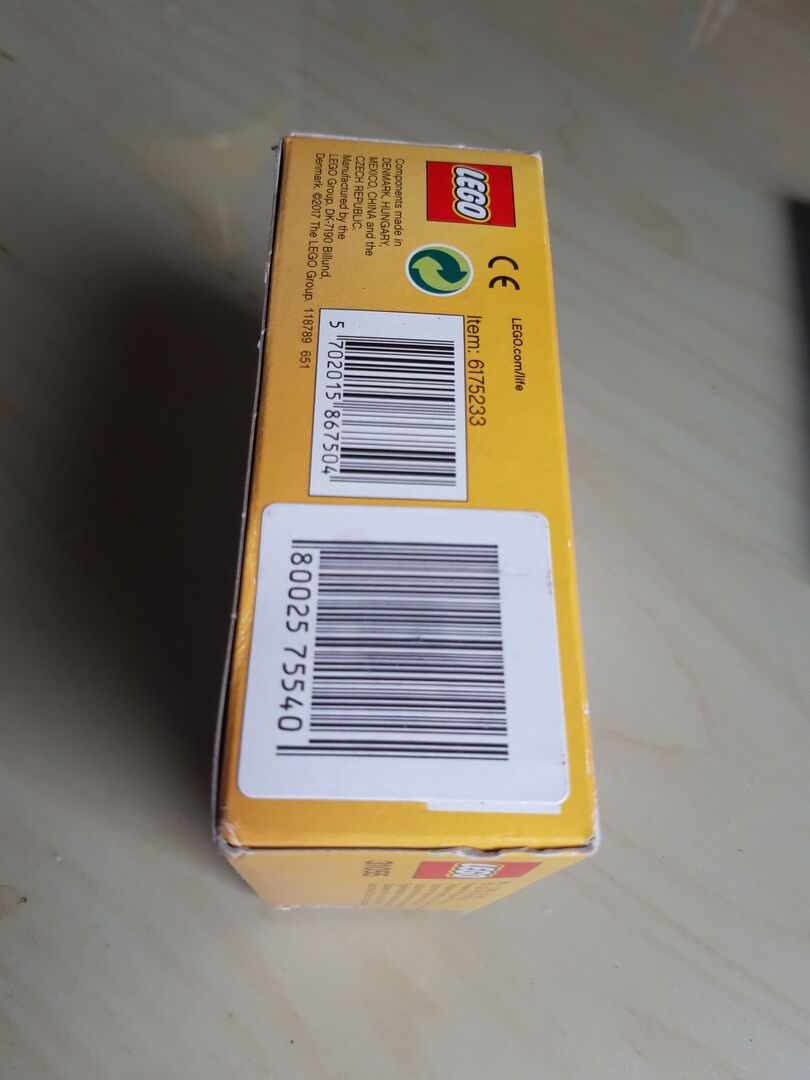 LEGO
CE
LEGO.com/life
Components made in
DENMARK, HUNGARY,
MEXICO, CHINA and the
CZECH REPUBLIC.
Manufactured by the
LEGO Group, DK-7190 Billund,
Denmark. ©2017 The LEGO Group. 118789 651
Item: 6175233
5 702015 867504
80025 75540
LEGO
31055